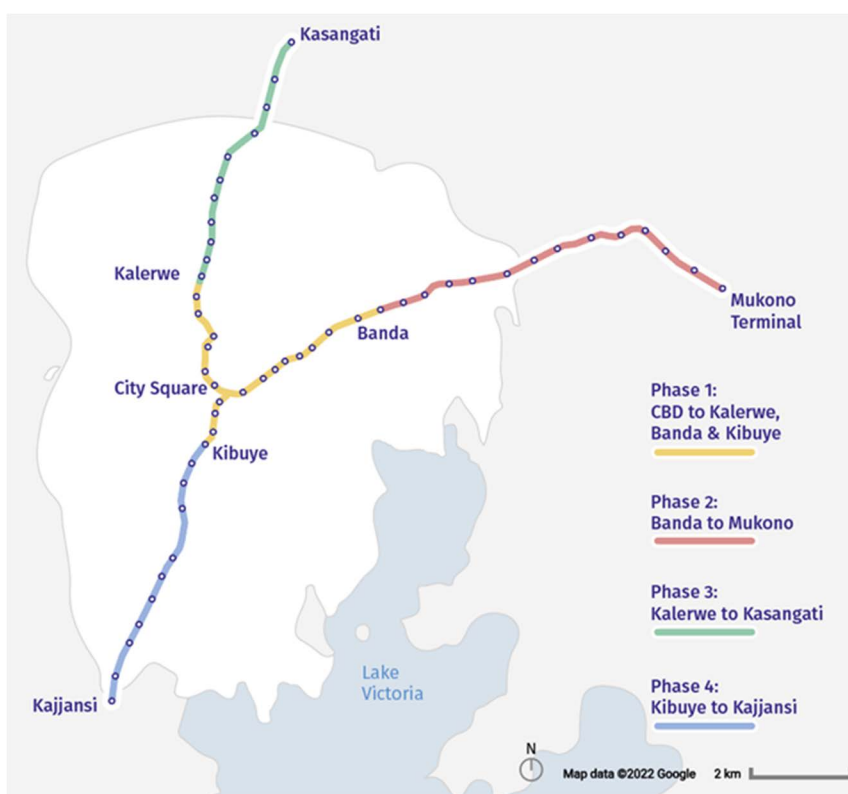 Kasangati
Kalerwe
Mukono
Terminal
Banda
City Square
Kibuye
Phase 1:
CBD to Kalerwe,
Banda & Kibuye
Phase 2:
Banda to Mukono
Phase 3:
Kalerwe to Kasangati
Lake
Victoria
Phase 4:
Kibuye to Kajjansi
Kajjansi
N
Map data ©2022 Google 2 km